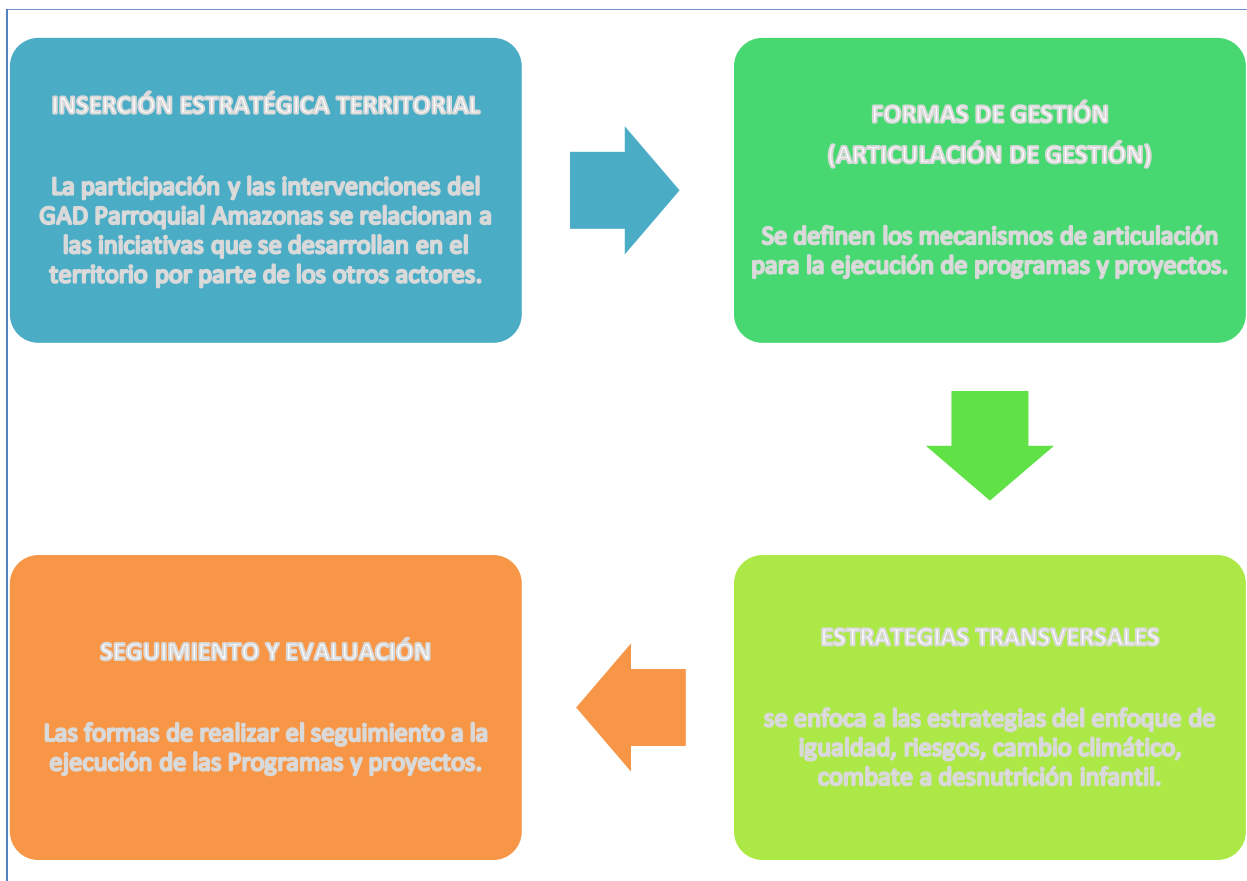 INSERCIÓN ESTRATÉGICA TERRITORIAL
La participación y las intervenciones del
GAD Parroquial Amazonas se relacionan a
las iniciativas que se desarrollan en el
territorio por parte de los otros actores.
FORMAS DE GESTIÓN
(ARTICULACIÓN DE GESTIÓN)
Se definen los mecanismos de articulación
para la ejecución de programas y proyectos.
ESTRATEGIAS TRANSVERSALES
se enfoca a las estrategias del enfoque de
igualdad, riesgos, cambio climático,
combate a desnutrición infantil.
SEGUIMIENTO Y EVALUACIÓN
Las formas de realizar el seguimiento a la
ejecución de las Programas y proyectos.